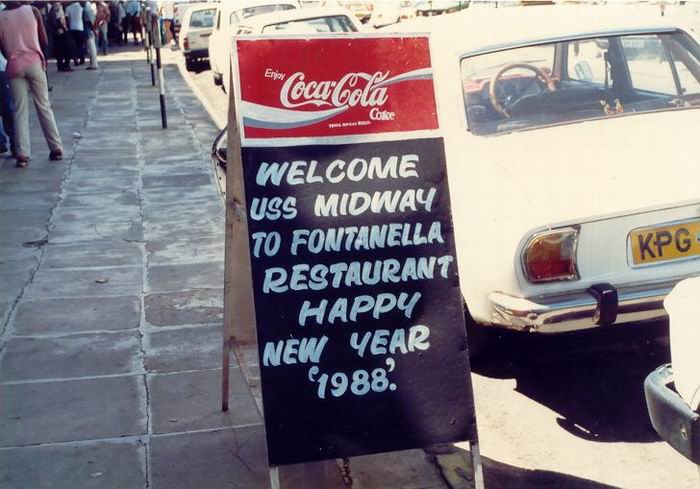 Enjoy
Coca-Cola
Coke
WELCOME
USS MIDWAY
TO FONTANELLA
RESTAURANT
HAPPY
NEW YEAR
'1988'.
KPG